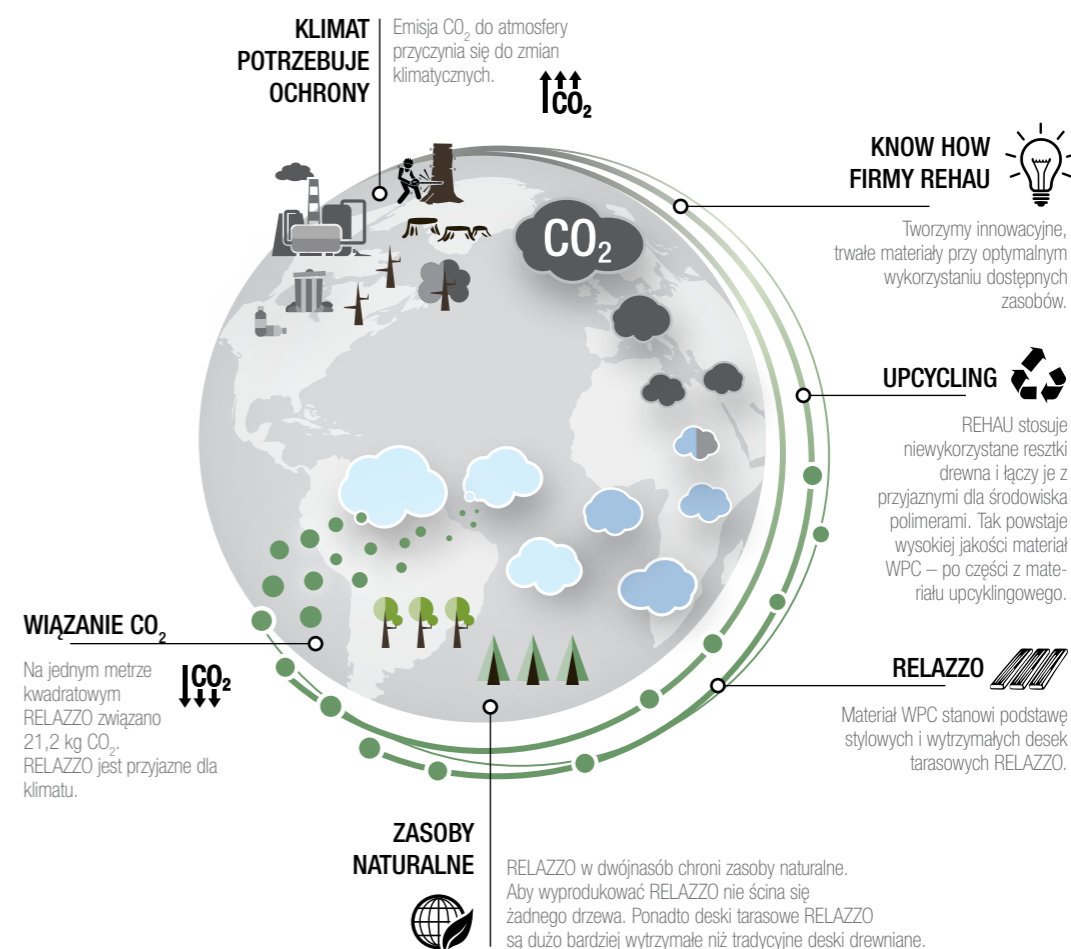 KLIMAT
POTRZEBUJE
OCHRONY
Emisja CO₂ do atmosfery
przyczynia się do zmian
klimatycznych.
CO₂
CO₂
KNOW HOW
FIRMY REHAU
Tworzymy innowacyjne,
trwałe materiały przy optymalnym
wykorzystaniu dostępnych
zasobów.
UPCYCLING
REHAU stosuje
niewykorzystane resztki
drewna i łączy je z
przyjaznymi dla środowiska
polimerami. Tak powstaje
wysokiej jakości materiał
WPC – po części z mate-
riału upcyklingowego.
RELAZZO
Materiał WPC stanowi podstawę
stylowych i wytrzymałych desek
tarasowych RELAZZO.
WIĄZANIE CO₂
Na jednym metrze
kwadratowym
RELAZZO związano
21,2 kg CO₂.
RELAZZO jest przyjazne dla
klimatu.
CO₂
ZASOBY
NATURALNE
RELAZZO w dwójnasób chroni zasoby naturalne.
Aby wyprodukować RELAZZO nie ścina się
żadnego drzewa. Ponadto deski tarasowe RELAZZO
są dużo bardziej wytrzymałe niż tradycyjne deski drewniane.